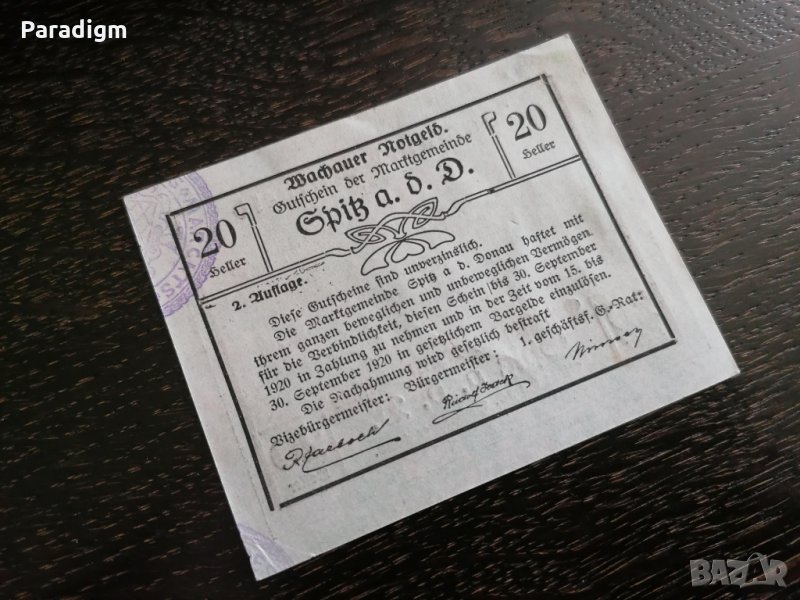 Paradigm
Wachauer Notgeld.
Gutschein der Marktgemeinde
Spitz a. d. D.
20
Heller
20
Heller
2. Auflage.
Diese Gutscheine sind unverzinslich.
Die Marktgemeinde Spitz a d. Donau haftet mit
ihrem ganzen beweglichen und unbeweglichen Vermögen
für die Verbindlichkeit, diesen Schein bis 30. September
1920 in Zahlung zu nehmen und in der Zeit vom 15. bis
30. September 1920 in gesetzlichem Bargelde einzulösen.
Die Nachahmung wird gesetzlich bestraft
Vizebürgermeister: Bürgermeister: 1. geschäftsf. G.-Rat:
BAZAR